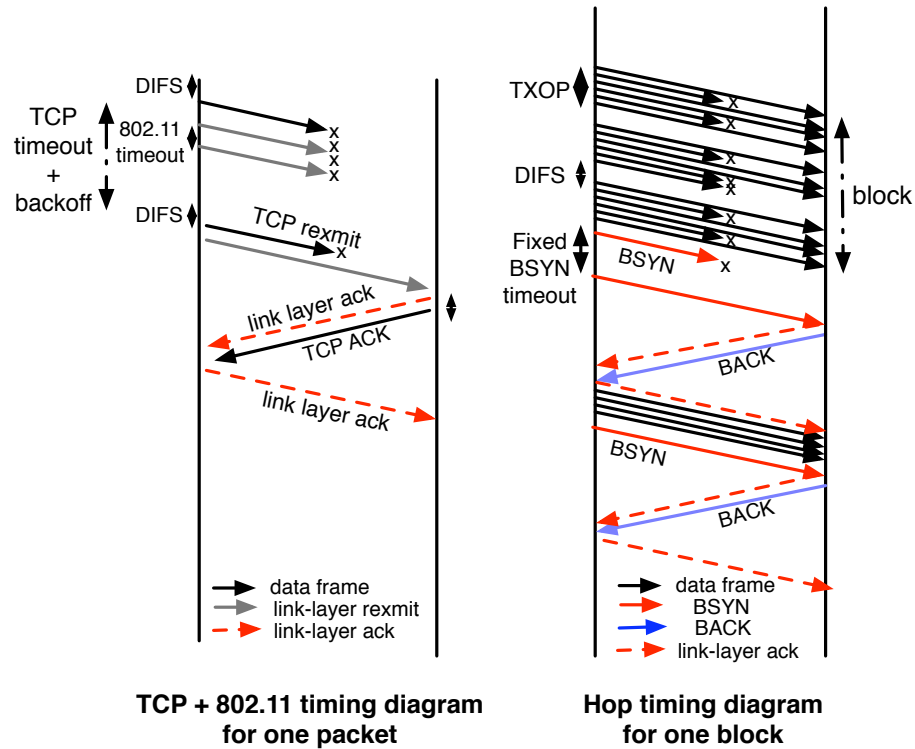 DIFS
TCP
timeout
+
backoff
802.11
timeout
x
x
x
x
DIFS
TCP rexmit
x
link layer ack
TCP ACK
link layer ack
data frame
link-layer rexmit
link-layer ack
TCP + 802.11 timing diagram
for one packet
TXOP
x
x
x
DIFS
x
x
x
x
x
block
Fixed
BSYN
timeout
BSYN
x
BACK
BSYN
BACK
data frame
BSYN
BACK
link-layer ack
Hop timing diagram
for one block